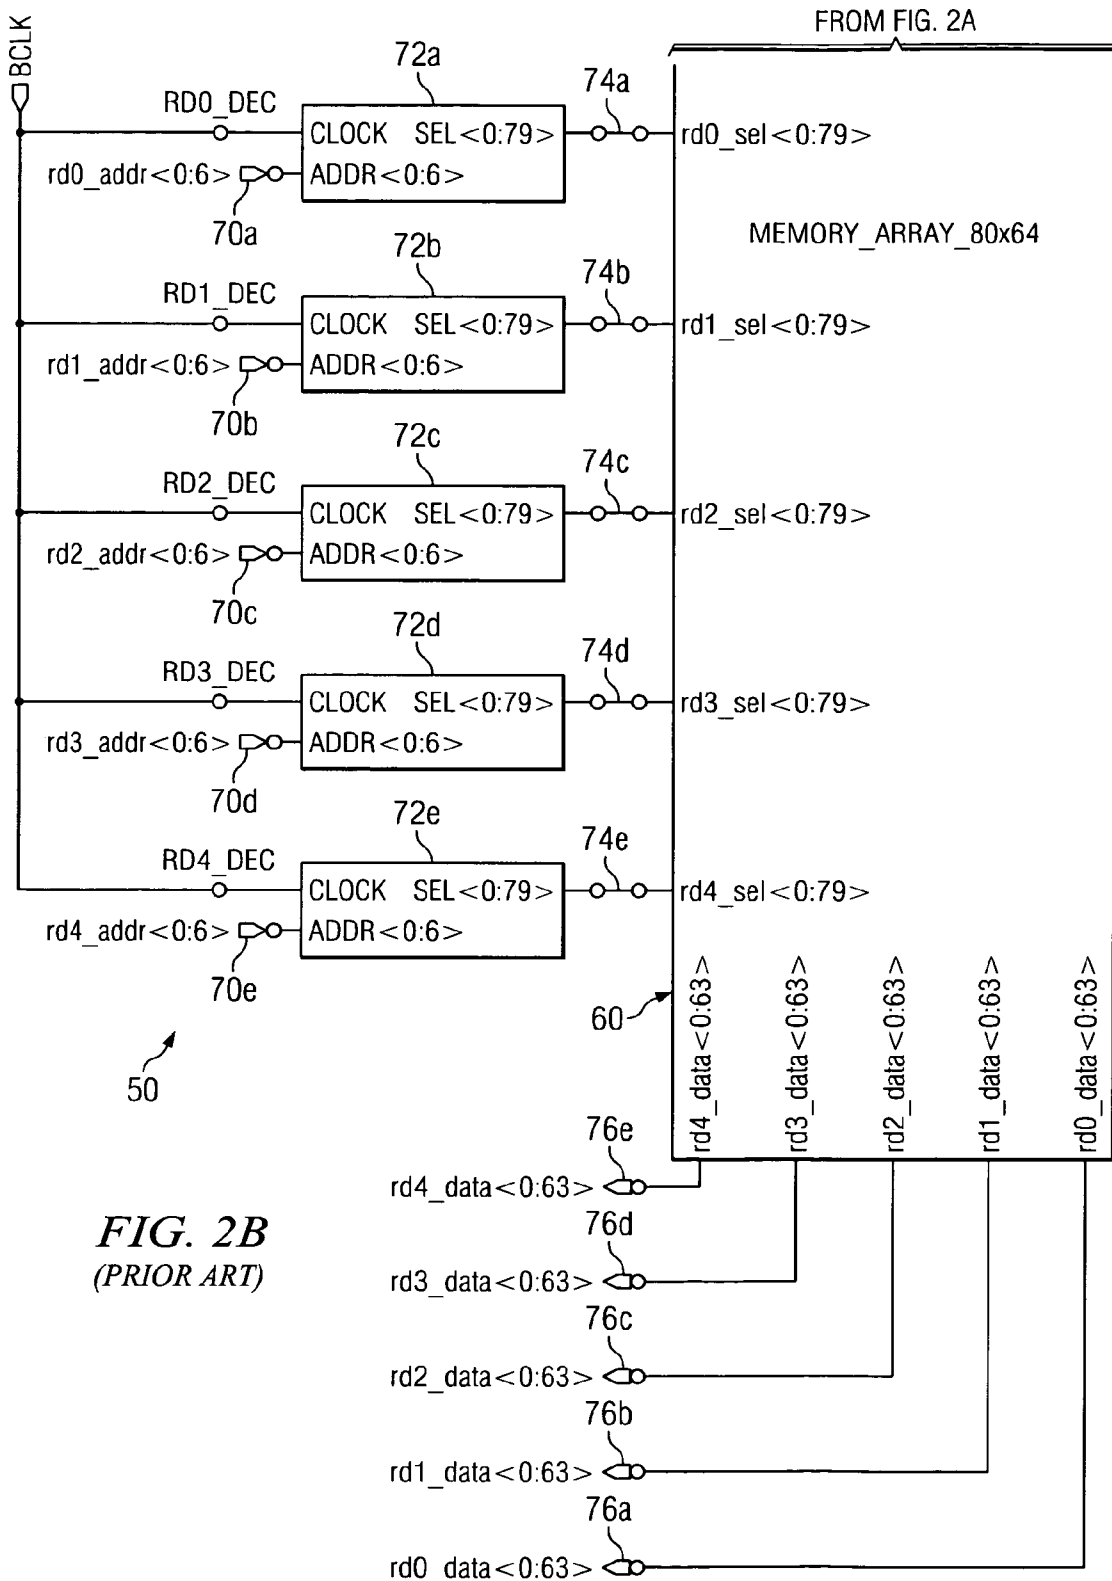 FROM FIG. 2A
BCLK
72a
74a
RD0_DEC
CLOCK SEL<0:79>
rd0_sel<0:79>
rd0_addr<0:6>
ADDR<0:6>
70a
MEMORY_ARRAY_80x64
72b
74b
RD1_DEC
CLOCK SEL<0:79>
rd1_sel<0:79>
rd1_addr<0:6>
ADDR<0:6>
70b
72c
74c
RD2_DEC
CLOCK SEL<0:79>
rd2_sel<0:79>
rd2_addr<0:6>
ADDR<0:6>
70c
72d
74d
RD3_DEC
CLOCK SEL<0:79>
rd3_sel<0:79>
rd3_addr<0:6>
ADDR<0:6>
70d
72e
74e
RD4_DEC
CLOCK SEL<0:79>
rd4_sel<0:79>
rd4_addr<0:6>
ADDR<0:6>
70e
60
50
rd4_data<0:63>
rd3_data<0:63>
rd2_data<0:63>
rd1_data<0:63>
rd0_data<0:63>
76e
rd4_data<0:63>
76d
rd3_data<0:63>
76c
rd2_data<0:63>
76b
rd1_data<0:63>
76a
rd0_data<0:63>
FIG. 2B
(PRIOR ART)